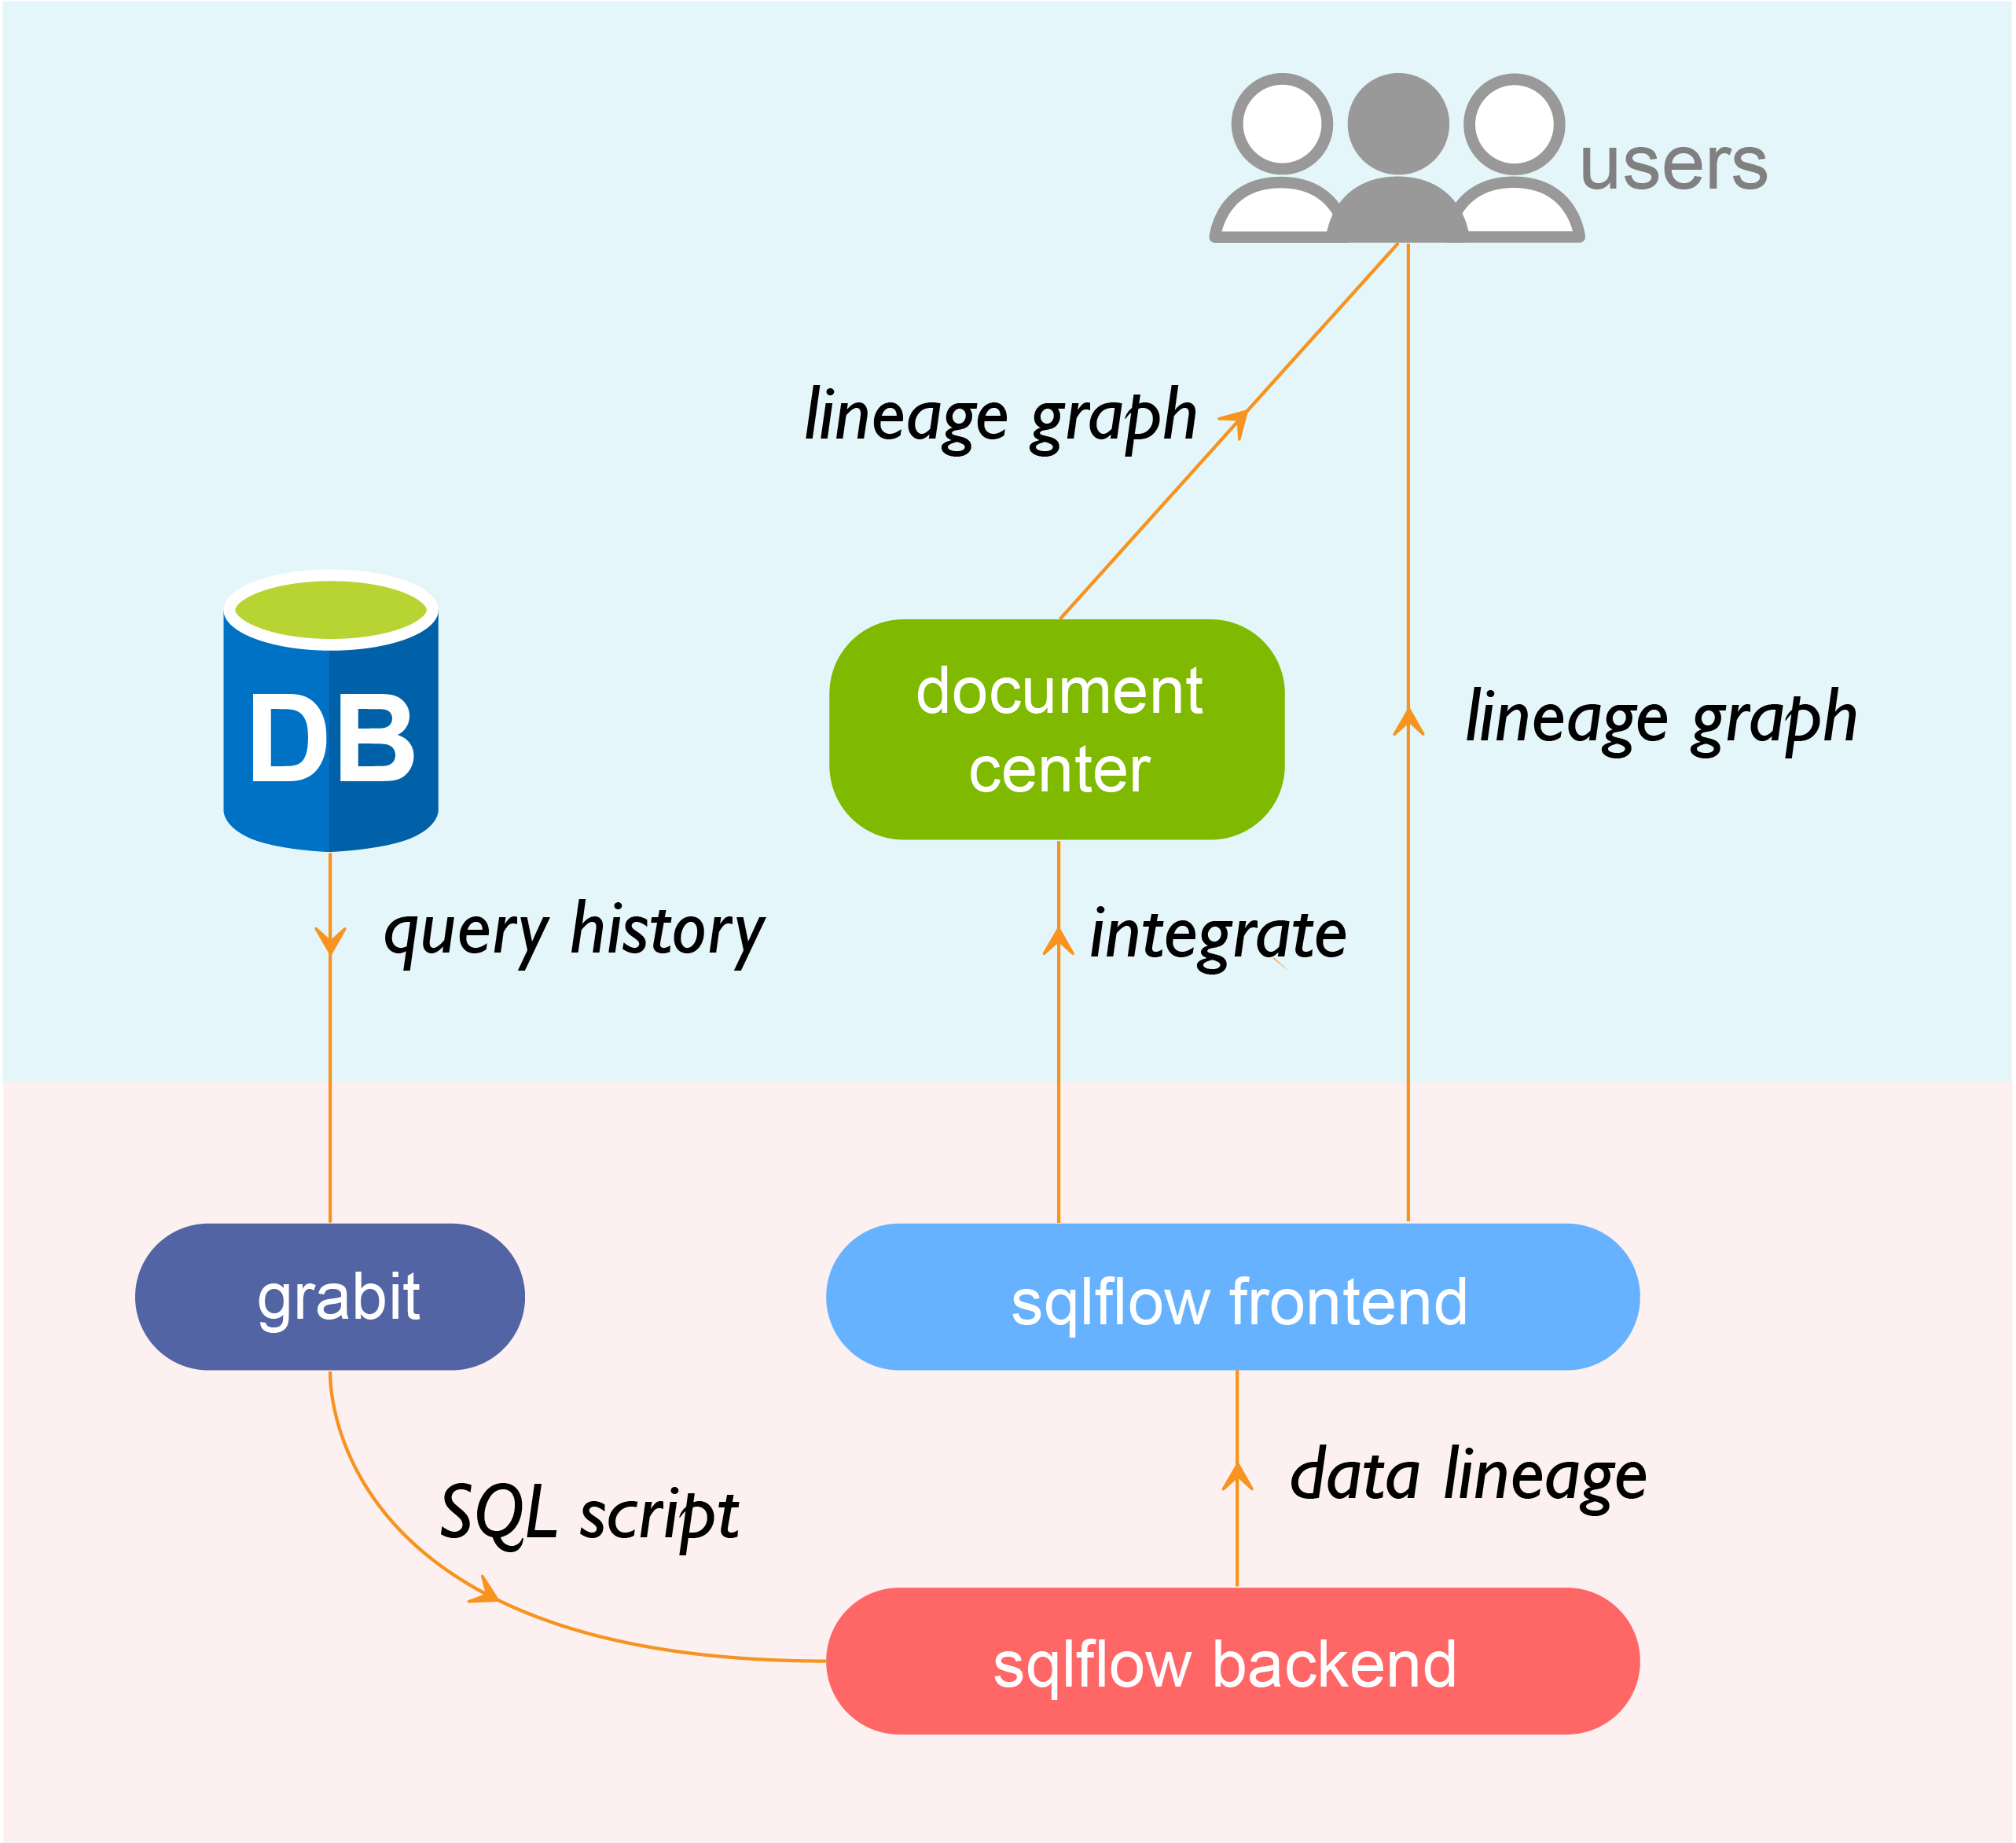 users
lineage graph
document
center
DB
lineage graph
query history
integrate
grabit
sqlflow frontend
data lineage
SQL script
sqlflow backend